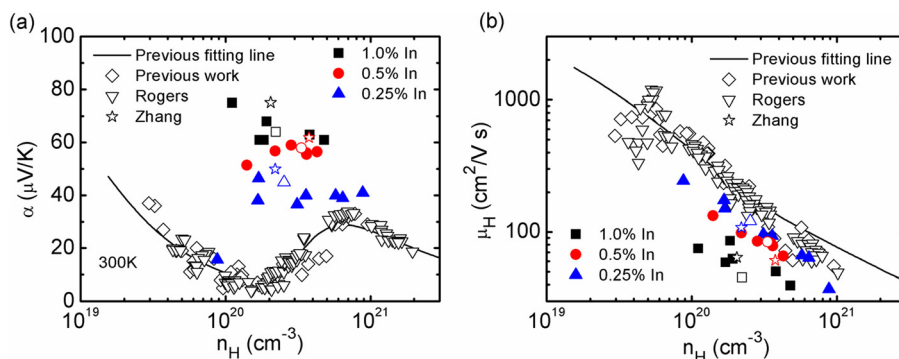 (a)
Previous fitting line
Previous work
Rogers
Zhang
1.0% In
0.5% In
0.25% In
100
80
60
40
20
0
α (μV/K)
300K
10^19
10^20
10^21
n_H (cm^-3)
(b)
Previous fitting line
Previous work
Rogers
Zhang
1.0% In
0.5% In
0.25% In
1000
100
μ_H (cm^2/V s)
10^19
10^20
10^21
n_H (cm^-3)